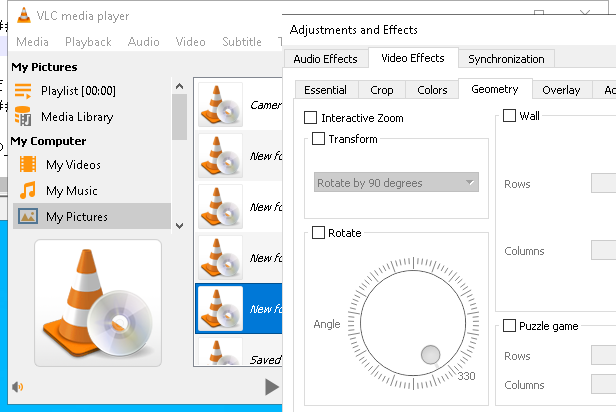 VLC media player
Media Playback Audio Video Subtitle
My Pictures
Playlist [00:00]
Media Library
My Computer
My Videos
My Music
My Pictures
Camer
New fo
New fo
New fo
New fo
Saved
Adjustments and Effects
Audio Effects Video Effects Synchronization
Essential Crop Colors Geometry Overlay
Interactive Zoom
Transform
Rotate by 90 degrees
Rotate
Angle
330
Wall
Rows
Columns
Puzzle game
Rows
Columns